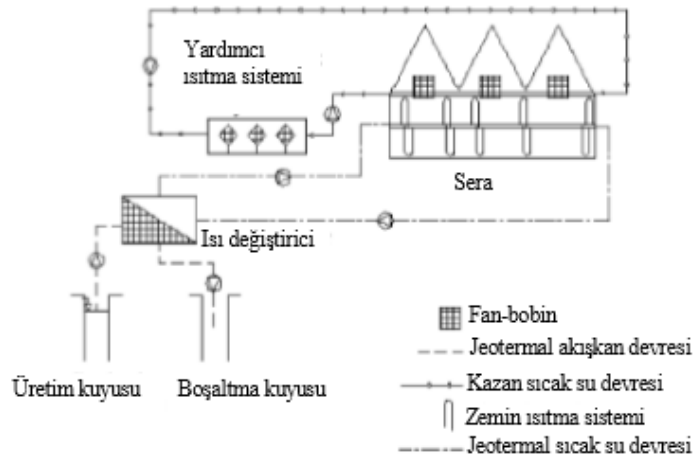 Yardımcı
ısıtma sistemi
Sera
Isı değiştirici
Üretim kuyusu
Boşaltma kuyusu
Fan-bobin
Jeotermal akışkan devresi
Kazan sıcak su devresi
Zemin ısıtma sistemi
Jeotermal sıcak su devresi